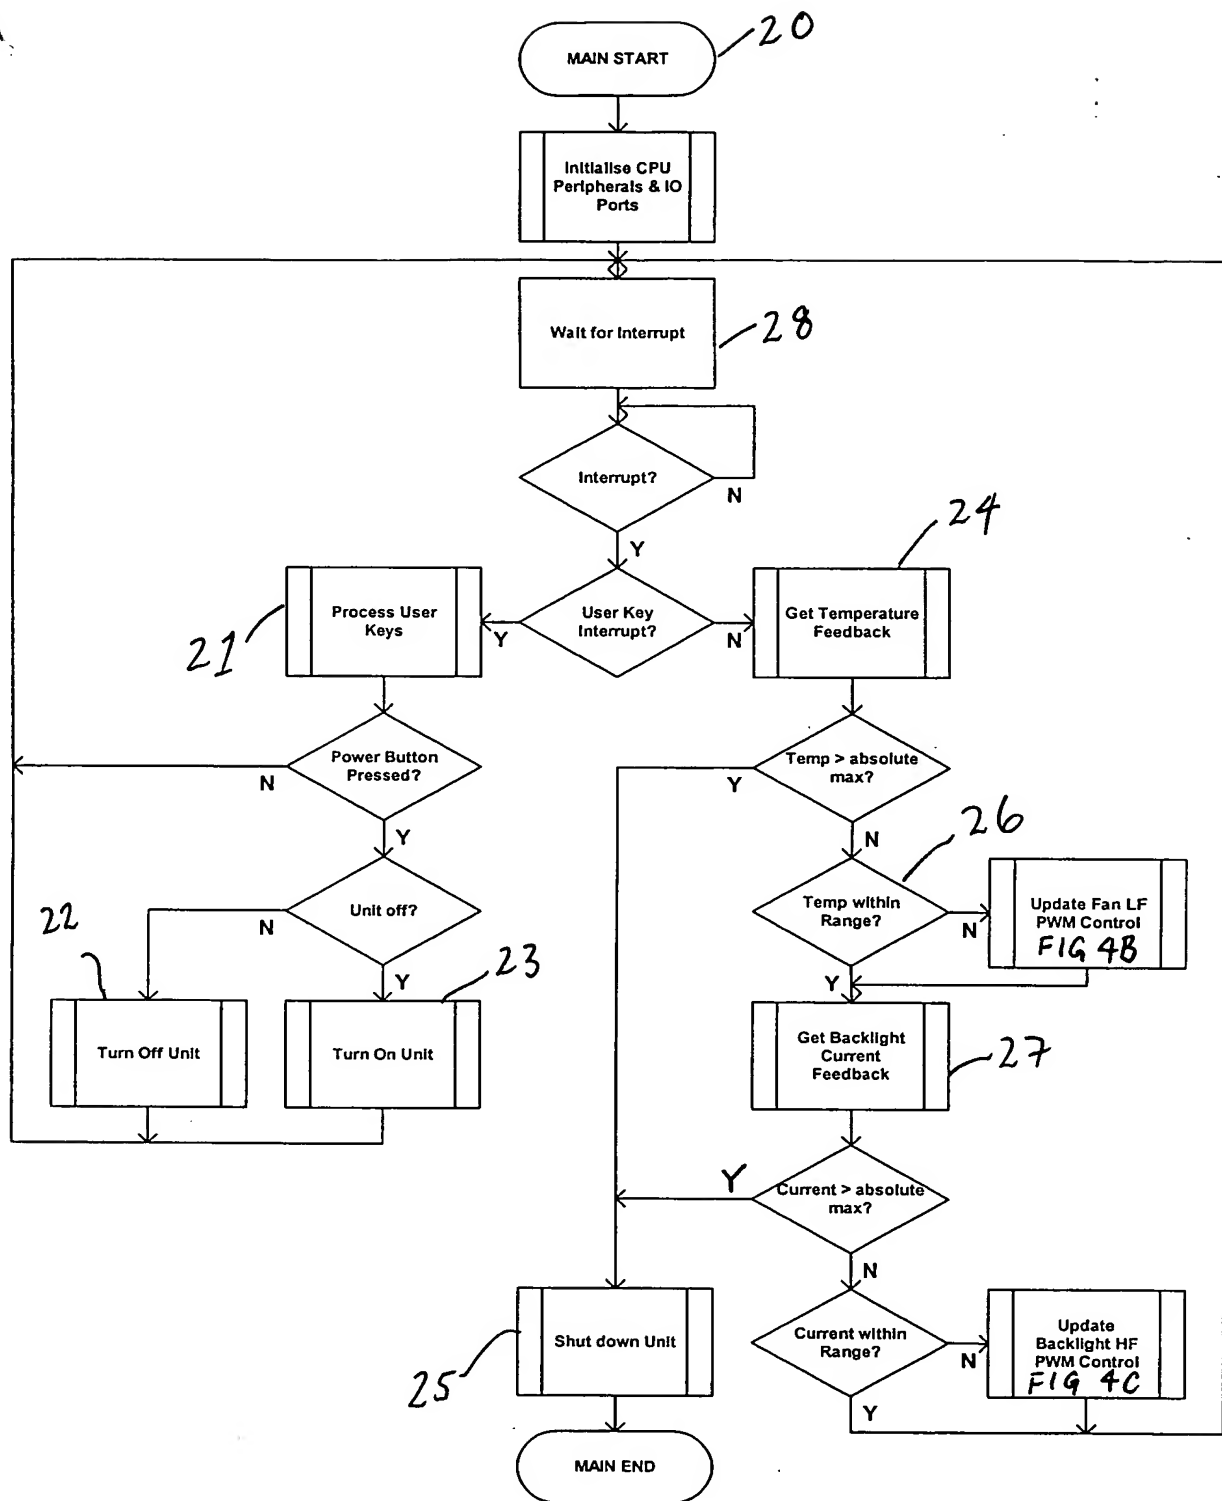 MAIN START
20
Initialise CPU
Peripherals & IO
Ports
Wait for Interrupt
28
Interrupt?
N
Y
24
Process User
Keys
21
Y
User Key
Interrupt?
N
Get Temperature
Feedback
Power Button
Pressed?
N
Y
Temp > absolute
max?
Y
N
26
Unit off?
N
Y
22
23
Temp within
Range?
N
Y
Update Fan LF
PWM Control
FIG 4B
Turn Off Unit
Turn On Unit
Get Backlight
Current
Feedback
27
Y
Current > absolute
max?
N
Shut down Unit
25
Current within
Range?
N
Y
Update
Backlight HF
PWM Control
FIG 4C
MAIN END